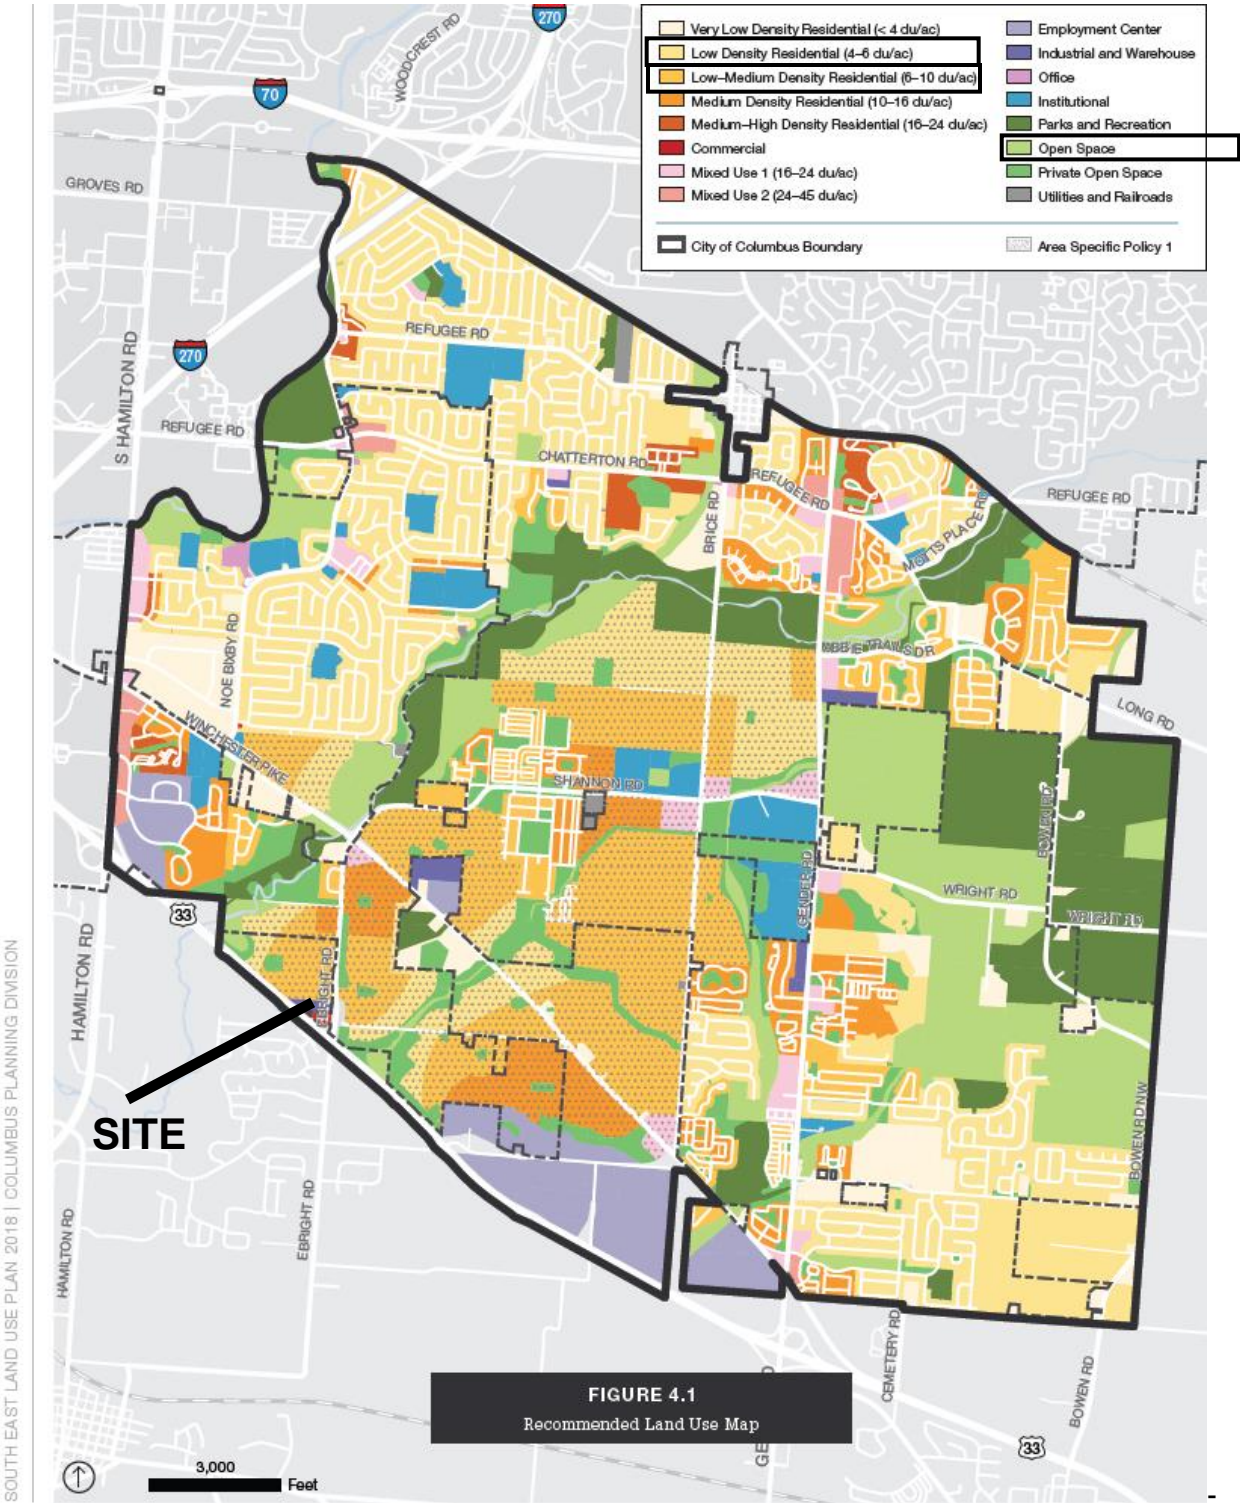 270
WOODCREST RD
70
GROVES RD
Very Low Density Residential (< 4 du/ac)
Low Density Residential (4–6 du/ac)
Low–Medium Density Residential (6–10 du/ac)
Medium Density Residential (10–16 du/ac)
Medium–High Density Residential (16–24 du/ac)
Commercial
Mixed Use 1 (16–24 du/ac)
Mixed Use 2 (24–45 du/ac)
City of Columbus Boundary
Employment Center
Industrial and Warehouse
Office
Institutional
Parks and Recreation
Open Space
Private Open Space
Utilities and Railroads
Area Specific Policy 1
REFUGEE RD
270
S HAMILTON RD
REFUGEE RD
CHATTERTON RD
REFUGEE RD
REFUGEE RD
BRICE RD
MOTTS PLACE RD
NOE BIXBY RD
TRAILS DR
LONG RD
WINCHESTER PIKE
SHANNON RD
BOWEN RD
GENDER RD
WRIGHT RD
WRIGHT RD
33
HAMILTON RD
EBRIGHT RD
SITE
BOWEN RD NW
EBRIGHT RD
HAMILTON RD
CEMETERY RD
BOWEN RD
FIGURE 4.1
Recommended Land Use Map
GE
D
33
3,000
Feet
SOUTH EAST LAND USE PLAN 2018 | COLUMBUS PLANNING DIVISION